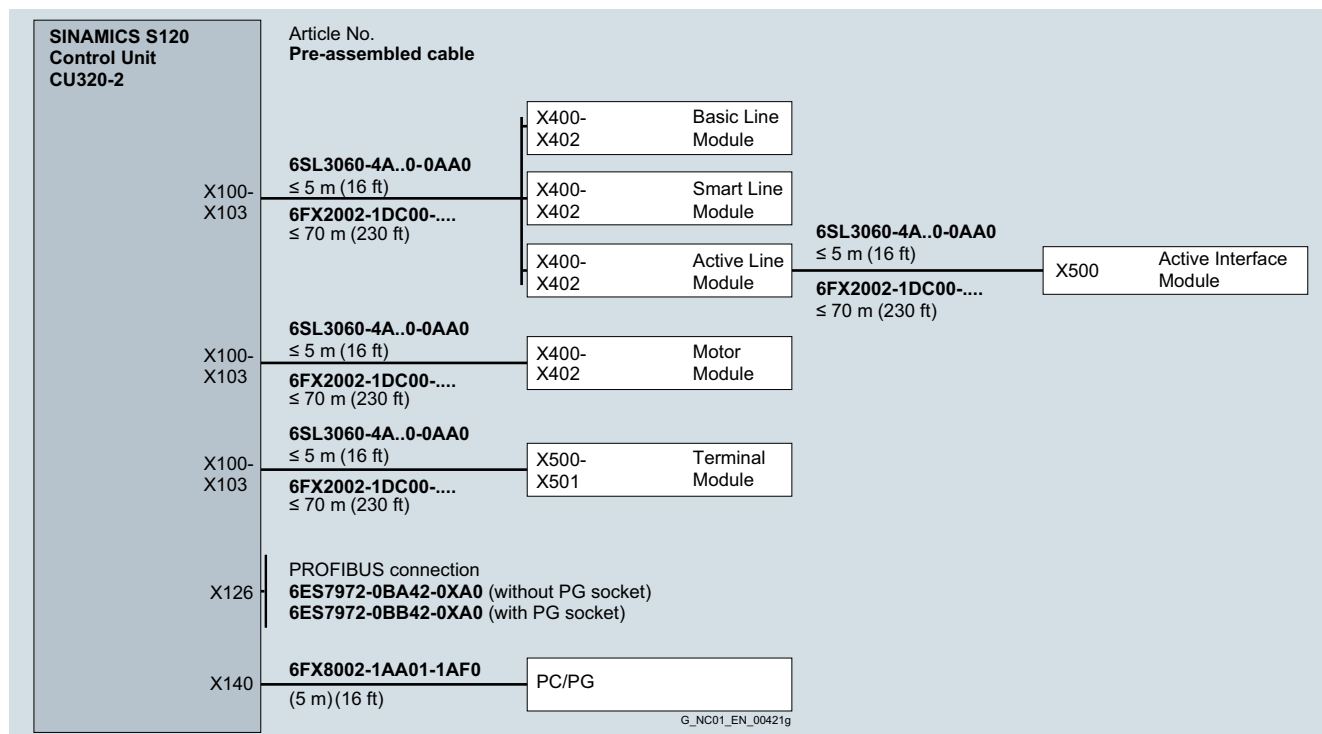 SINAMICS S120
Control Unit
CU320-2
Article No.
Pre-assembled cable
X100-
X103
6SL3060-4A..0-0AA0
≤ 5 m (16 ft)
6FX2002-1DC00-....
≤ 70 m (230 ft)
X400-
X402
Basic Line
Module
X400-
X402
Smart Line
Module
X400-
X402
Active Line
Module
6SL3060-4A..0-0AA0
≤ 5 m (16 ft)
6FX2002-1DC00-....
≤ 70 m (230 ft)
X500
Active Interface
Module
X100-
X103
6SL3060-4A..0-0AA0
≤ 5 m (16 ft)
6FX2002-1DC00-....
≤ 70 m (230 ft)
X400-
X402
Motor
Module
X100-
X103
6SL3060-4A..0-0AA0
≤ 5 m (16 ft)
6FX2002-1DC00-....
≤ 70 m (230 ft)
X500-
X501
Terminal
Module
X126
PROFIBUS connection
6ES7972-0BA42-0XA0 (without PG socket)
6ES7972-0BB42-0XA0 (with PG socket)
X140
6FX8002-1AA01-1AF0
(5 m)(16 ft)
PC/PG
G_NC01_EN_00421g